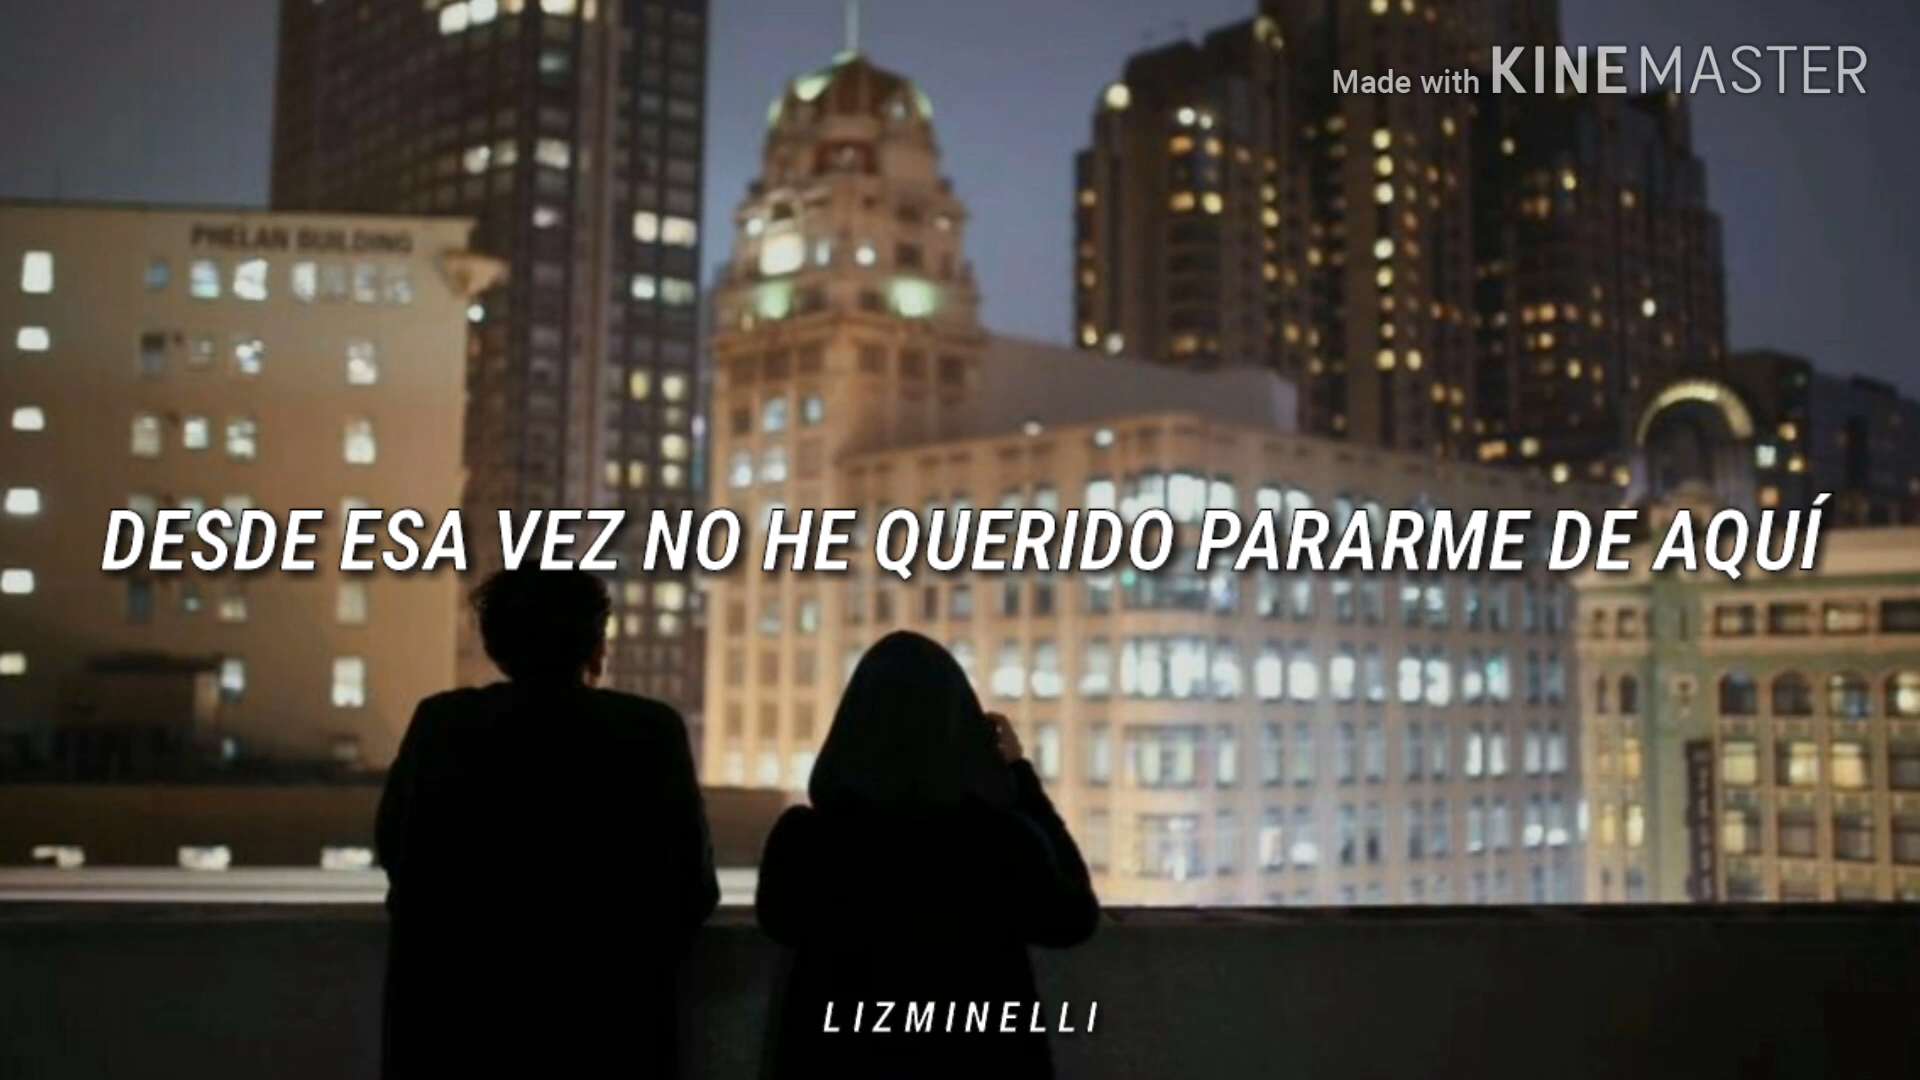 Made with KINEMASTER
PHELAN BUILDING
DESDE ESA VEZ NO HE QUERIDO PARARME DE AQUÍ
LIZMINELLI